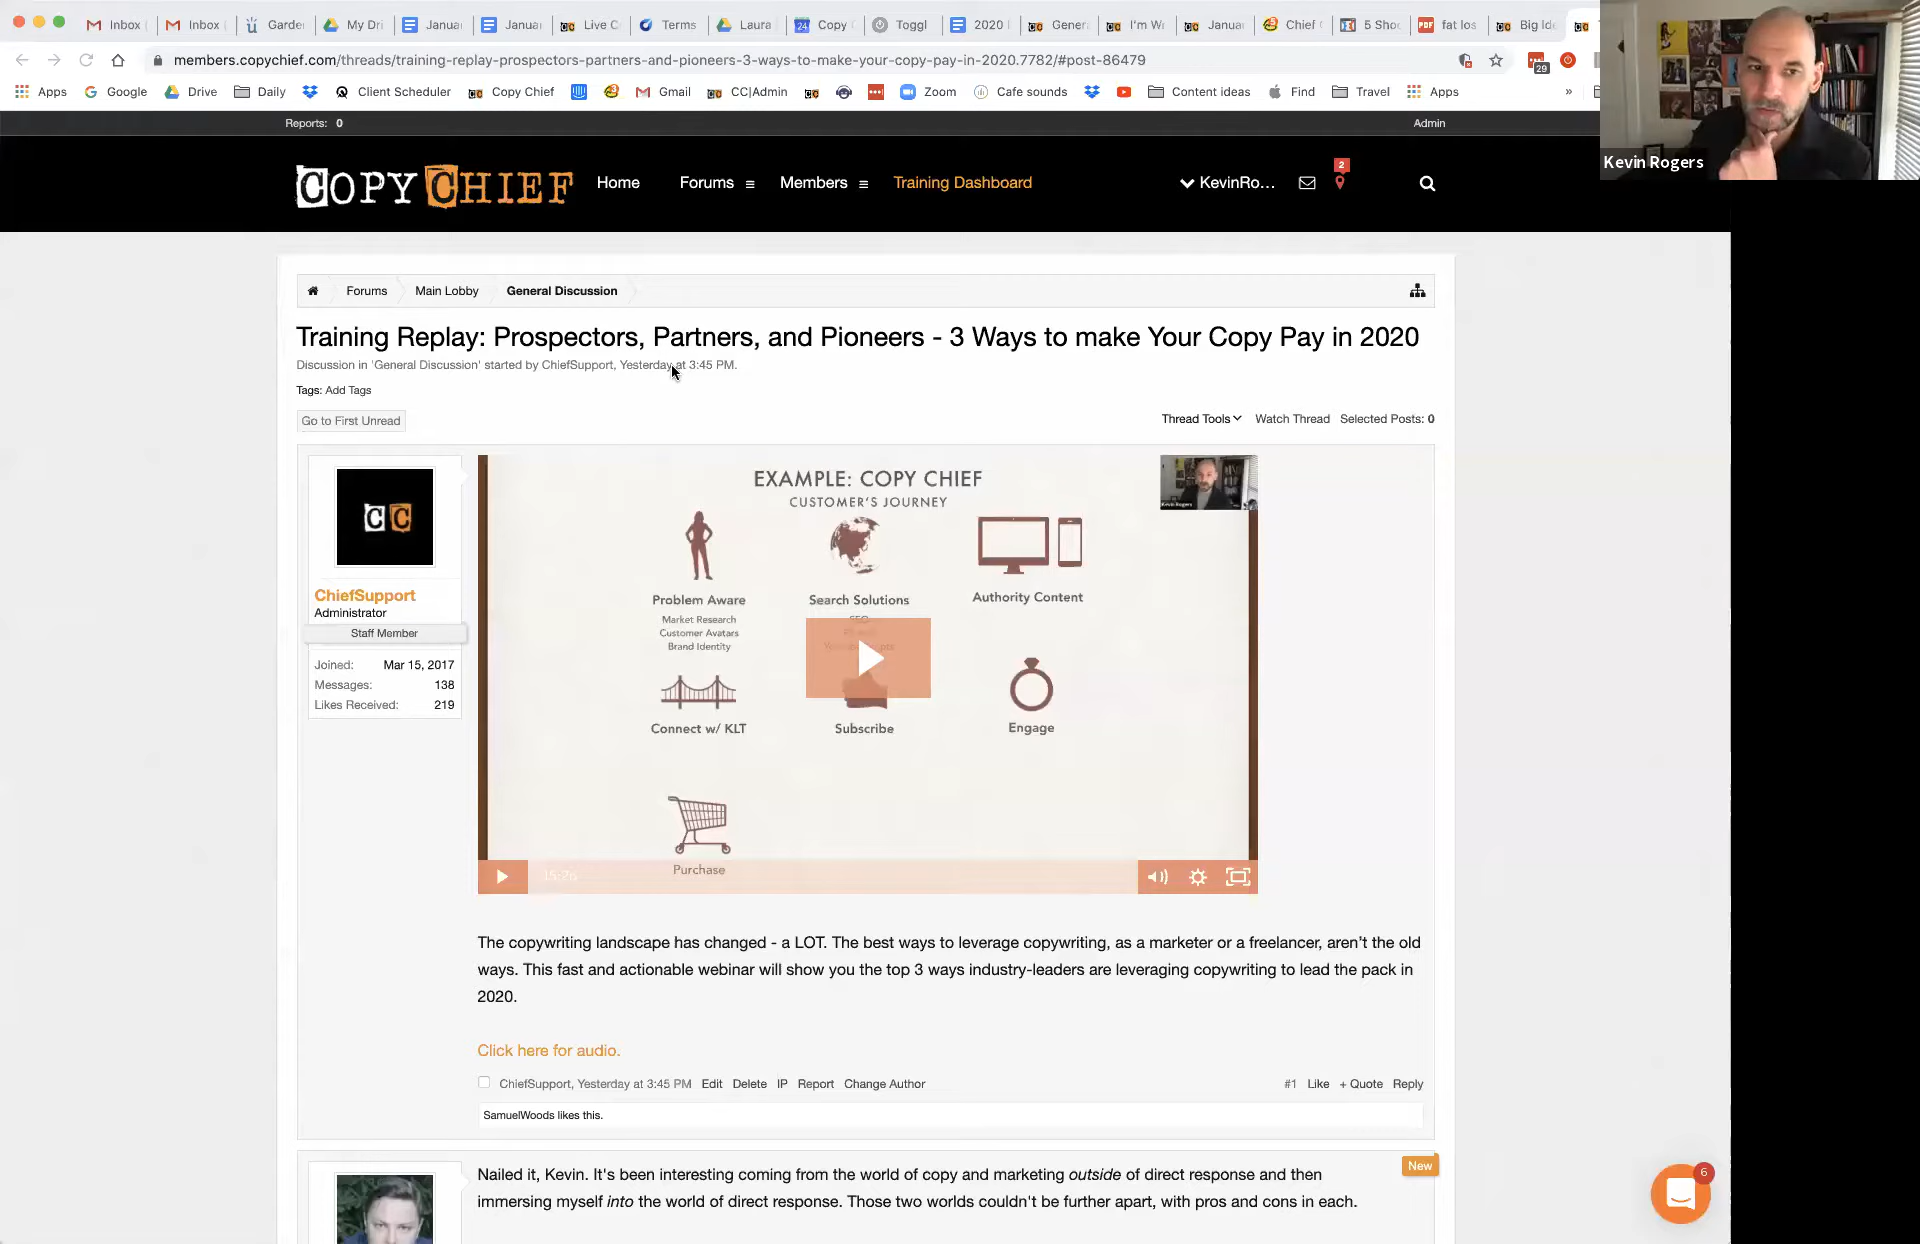 Inbox Inbox Garde My Dri Janua Januar Live C Terms Laura Copy Toggl 2020 Genera I'm Wr Januar Chief 5 Shoc fat los Big Ide
members.copychief.com/threads/training-replay-prospectors-partners-and-pioneers-3-ways-to-make-your-copy-pay-in-2020.7782/#post-86479
29
Apps Google Drive Daily Client Scheduler Copy Chief Gmail CC|Admin Zoom Cafe sounds Content ideas Find Travel Apps »
Kevin Rogers
Reports: 0 Admin
COPY CHIEF Home Forums Members Training Dashboard KevinRo... 2
Forums Main Lobby General Discussion
Training Replay: Prospectors, Partners, and Pioneers - 3 Ways to make Your Copy Pay in 2020
Discussion in 'General Discussion' started by ChiefSupport, Yesterday at 3:45 PM.
Tags: Add Tags
Go to First Unread Thread Tools Watch Thread Selected Posts: 0
CC
ChiefSupport
Administrator
Staff Member
Joined: Mar 15, 2017
Messages: 138
Likes Received: 219
EXAMPLE: COPY CHIEF
CUSTOMER'S JOURNEY
Kevin Rogers
Problem Aware Search Solutions Authority Content
Market Research SEO
Customer Avatars
Brand Identity
Connect w/ KLT Subscribe Engage
Purchase
15:26
The copywriting landscape has changed - a LOT. The best ways to leverage copywriting, as a marketer or a freelancer, aren't the old
ways. This fast and actionable webinar will show you the top 3 ways industry-leaders are leveraging copywriting to lead the pack in
2020.
Click here for audio.
ChiefSupport, Yesterday at 3:45 PM Edit Delete IP Report Change Author #1 Like + Quote Reply
SamuelWoods likes this.
New
Nailed it, Kevin. It's been interesting coming from the world of copy and marketing outside of direct response and then
immersing myself into the world of direct response. Those two worlds couldn't be further apart, with pros and cons in each.
6